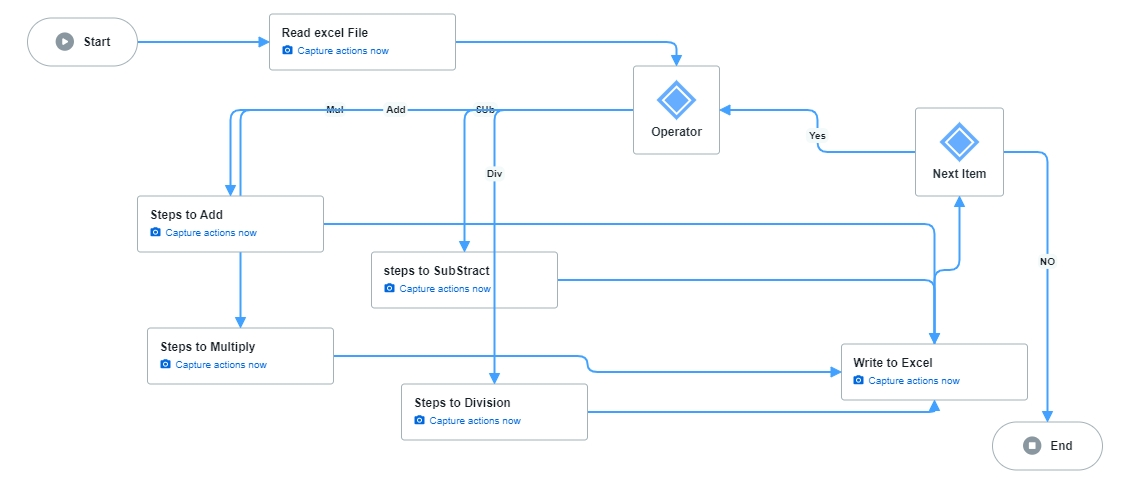 Start
Read excel File
Capture actions now
Operator
Mul
Add
SUb
Div
Yes
Next Item
Steps to Add
Capture actions now
steps to SubStract
Capture actions now
NO
Steps to Multiply
Capture actions now
Write to Excel
Capture actions now
Steps to Division
Capture actions now
End